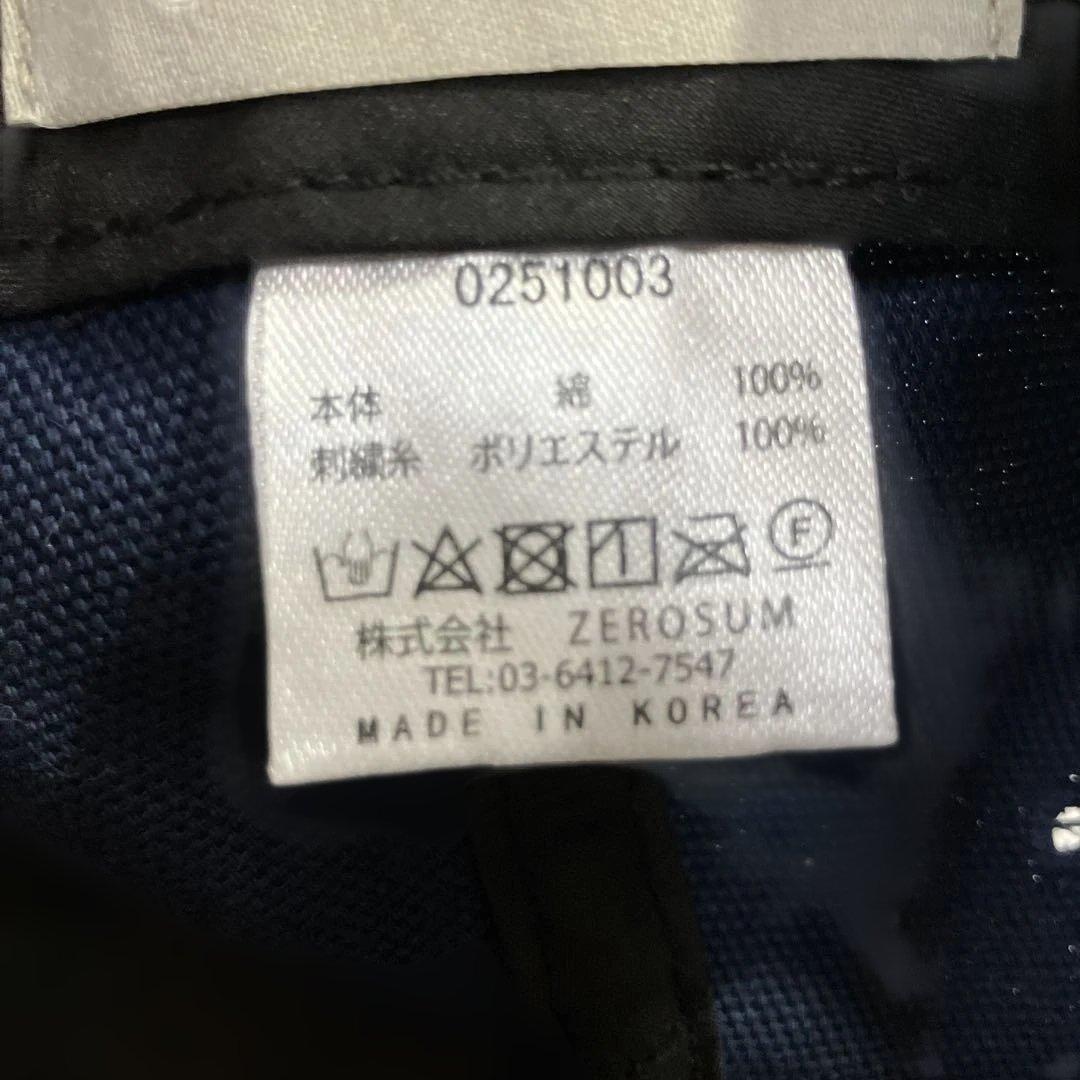 0251003
本体 綿 100%
刺繍糸 ポリエステル 100%
F
株式会社 ZEROSUM
TEL:03-6412-7547
MADE IN KOREA